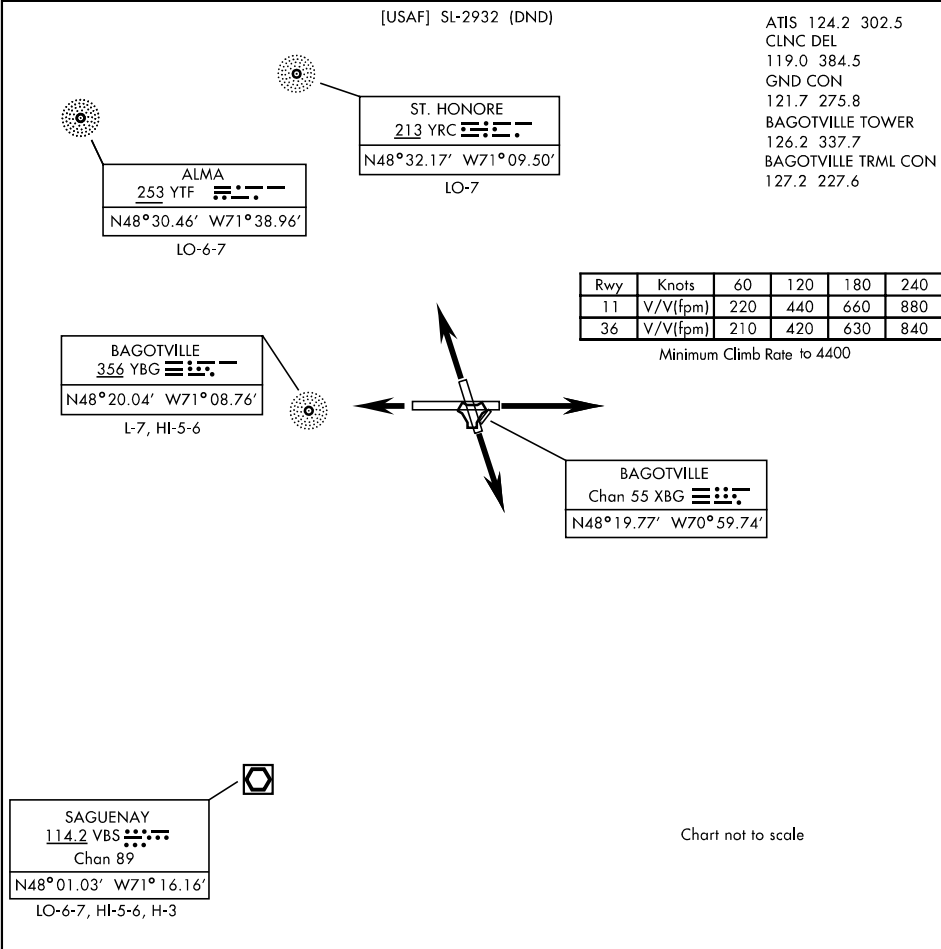 [USAF] SL-2932 (DND)
ATIS 124.2 302.5
CLNC DEL
119.0 384.5
GND CON
121.7 275.8
BAGOTVILLE TOWER
126.2 337.7
BAGOTVILLE TRML CON
127.2 227.6
ST. HONORE
213 YRC
N48°32.17′ W71°09.50′
LO-7
ALMA
253 YTF
N48°30.46′ W71°38.96′
LO-6-7
Rwy Knots 60 120 180 240
11 V/V(fpm) 220 440 660 880
36 V/V(fpm) 210 420 630 840
Minimum Climb Rate to 4400
BAGOTVILLE
356 YBG
N48°20.04′ W71°08.76′
L-7, HI-5-6
BAGOTVILLE
Chan 55 XBG
N48°19.77′ W70°59.74′
SAGUENAY
114.2 VBS
Chan 89
N48°01.03′ W71°16.16′
LO-6-7, HI-5-6, H-3
Chart not to scale